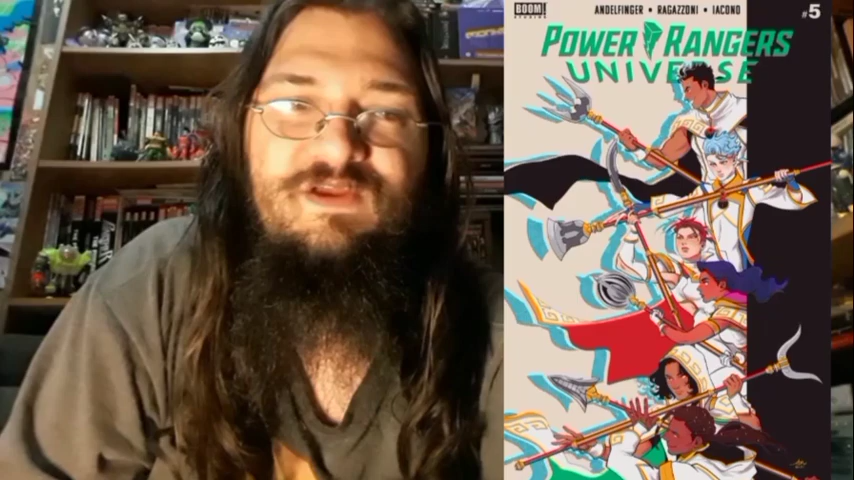 BOOM!
STUDIOS
ANDELFINGER • RAGAZZONI • IACONO
#5
POWER RANGERS
UNIVERSE